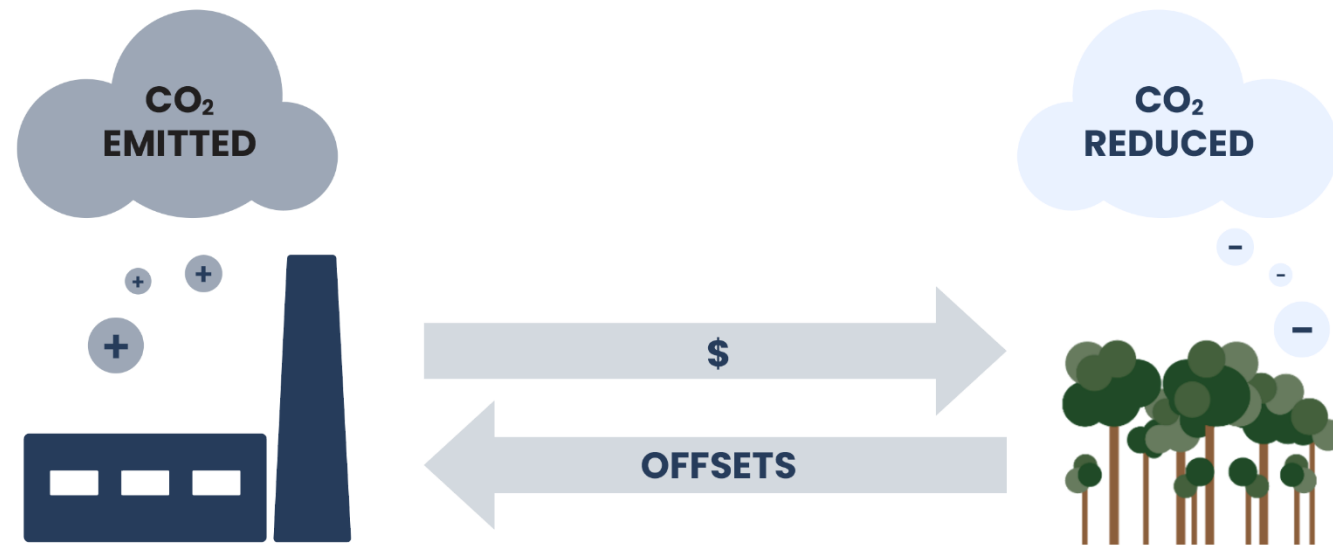 CO₂
EMITTED
CO₂
REDUCED
+
+
+
-
-
-
$
OFFSETS